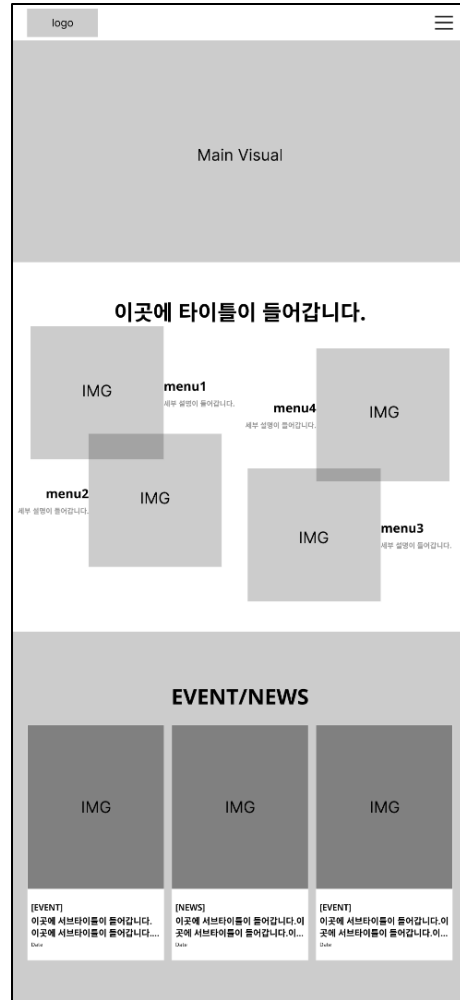 logo
Main Visual
이곳에 타이틀이 들어갑니다.
IMG
menu1
세부 설명이 들어갑니다.
menu2
세부 설명이 들어갑니다.
IMG
menu4
세부 설명이 들어갑니다.
IMG
IMG
menu3
세부 설명이 들어갑니다.
EVENT/NEWS
IMG
IMG
IMG
[EVENT]
이곳에 서브타이틀이 들어갑니다.
이곳에 서브타이틀이 들어갑니다....
Date
[NEWS]
이곳에 서브타이틀이 들어갑니다.이
곳에 서브타이틀이 들어갑니다.이...
Date
[EVENT]
이곳에 서브타이틀이 들어갑니다.이
곳에 서브타이틀이 들어갑니다.이...
Date